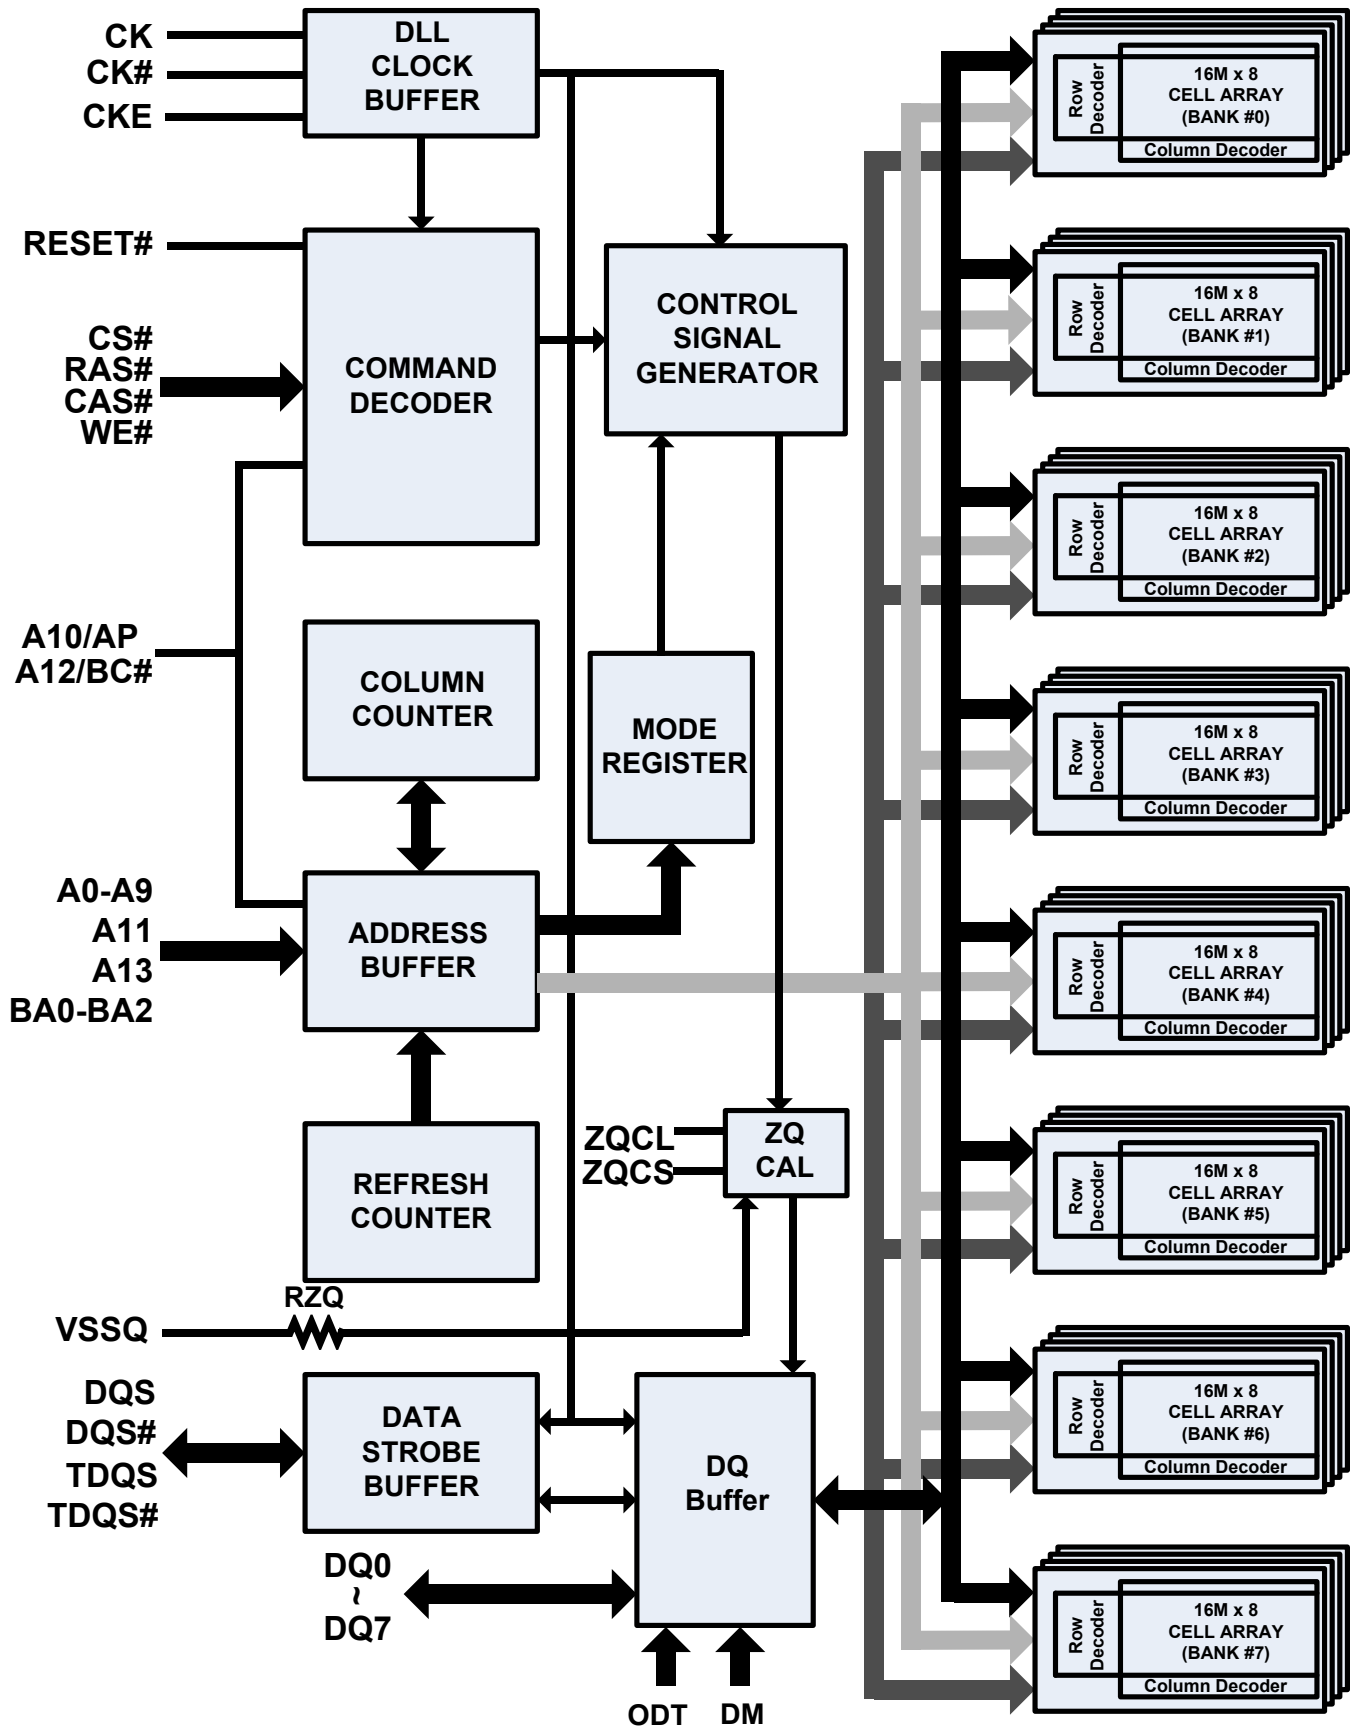 CK
CK#
CKE
DLL
CLOCK
BUFFER
RESET#
CS#
RAS#
CAS#
WE#
COMMAND
DECODER
CONTROL
SIGNAL
GENERATOR
A10/AP
A12/BC#
COLUMN
COUNTER
MODE
REGISTER
A0-A9
A11
A13
BA0-BA2
ADDRESS
BUFFER
REFRESH
COUNTER
ZQCL
ZQCS
ZQ
CAL
RZQ
VSSQ
DQS
DQS#
TDQS
TDQS#
DATA
STROBE
BUFFER
DQ
Buffer
DQ0
~
DQ7
ODT
DM
Row
Decoder
16M x 8
CELL ARRAY
(BANK #0)
Column Decoder
Row
Decoder
16M x 8
CELL ARRAY
(BANK #1)
Column Decoder
Row
Decoder
16M x 8
CELL ARRAY
(BANK #2)
Column Decoder
Row
Decoder
16M x 8
CELL ARRAY
(BANK #3)
Column Decoder
Row
Decoder
16M x 8
CELL ARRAY
(BANK #4)
Column Decoder
Row
Decoder
16M x 8
CELL ARRAY
(BANK #5)
Column Decoder
Row
Decoder
16M x 8
CELL ARRAY
(BANK #6)
Column Decoder
Row
Decoder
16M x 8
CELL ARRAY
(BANK #7)
Column Decoder